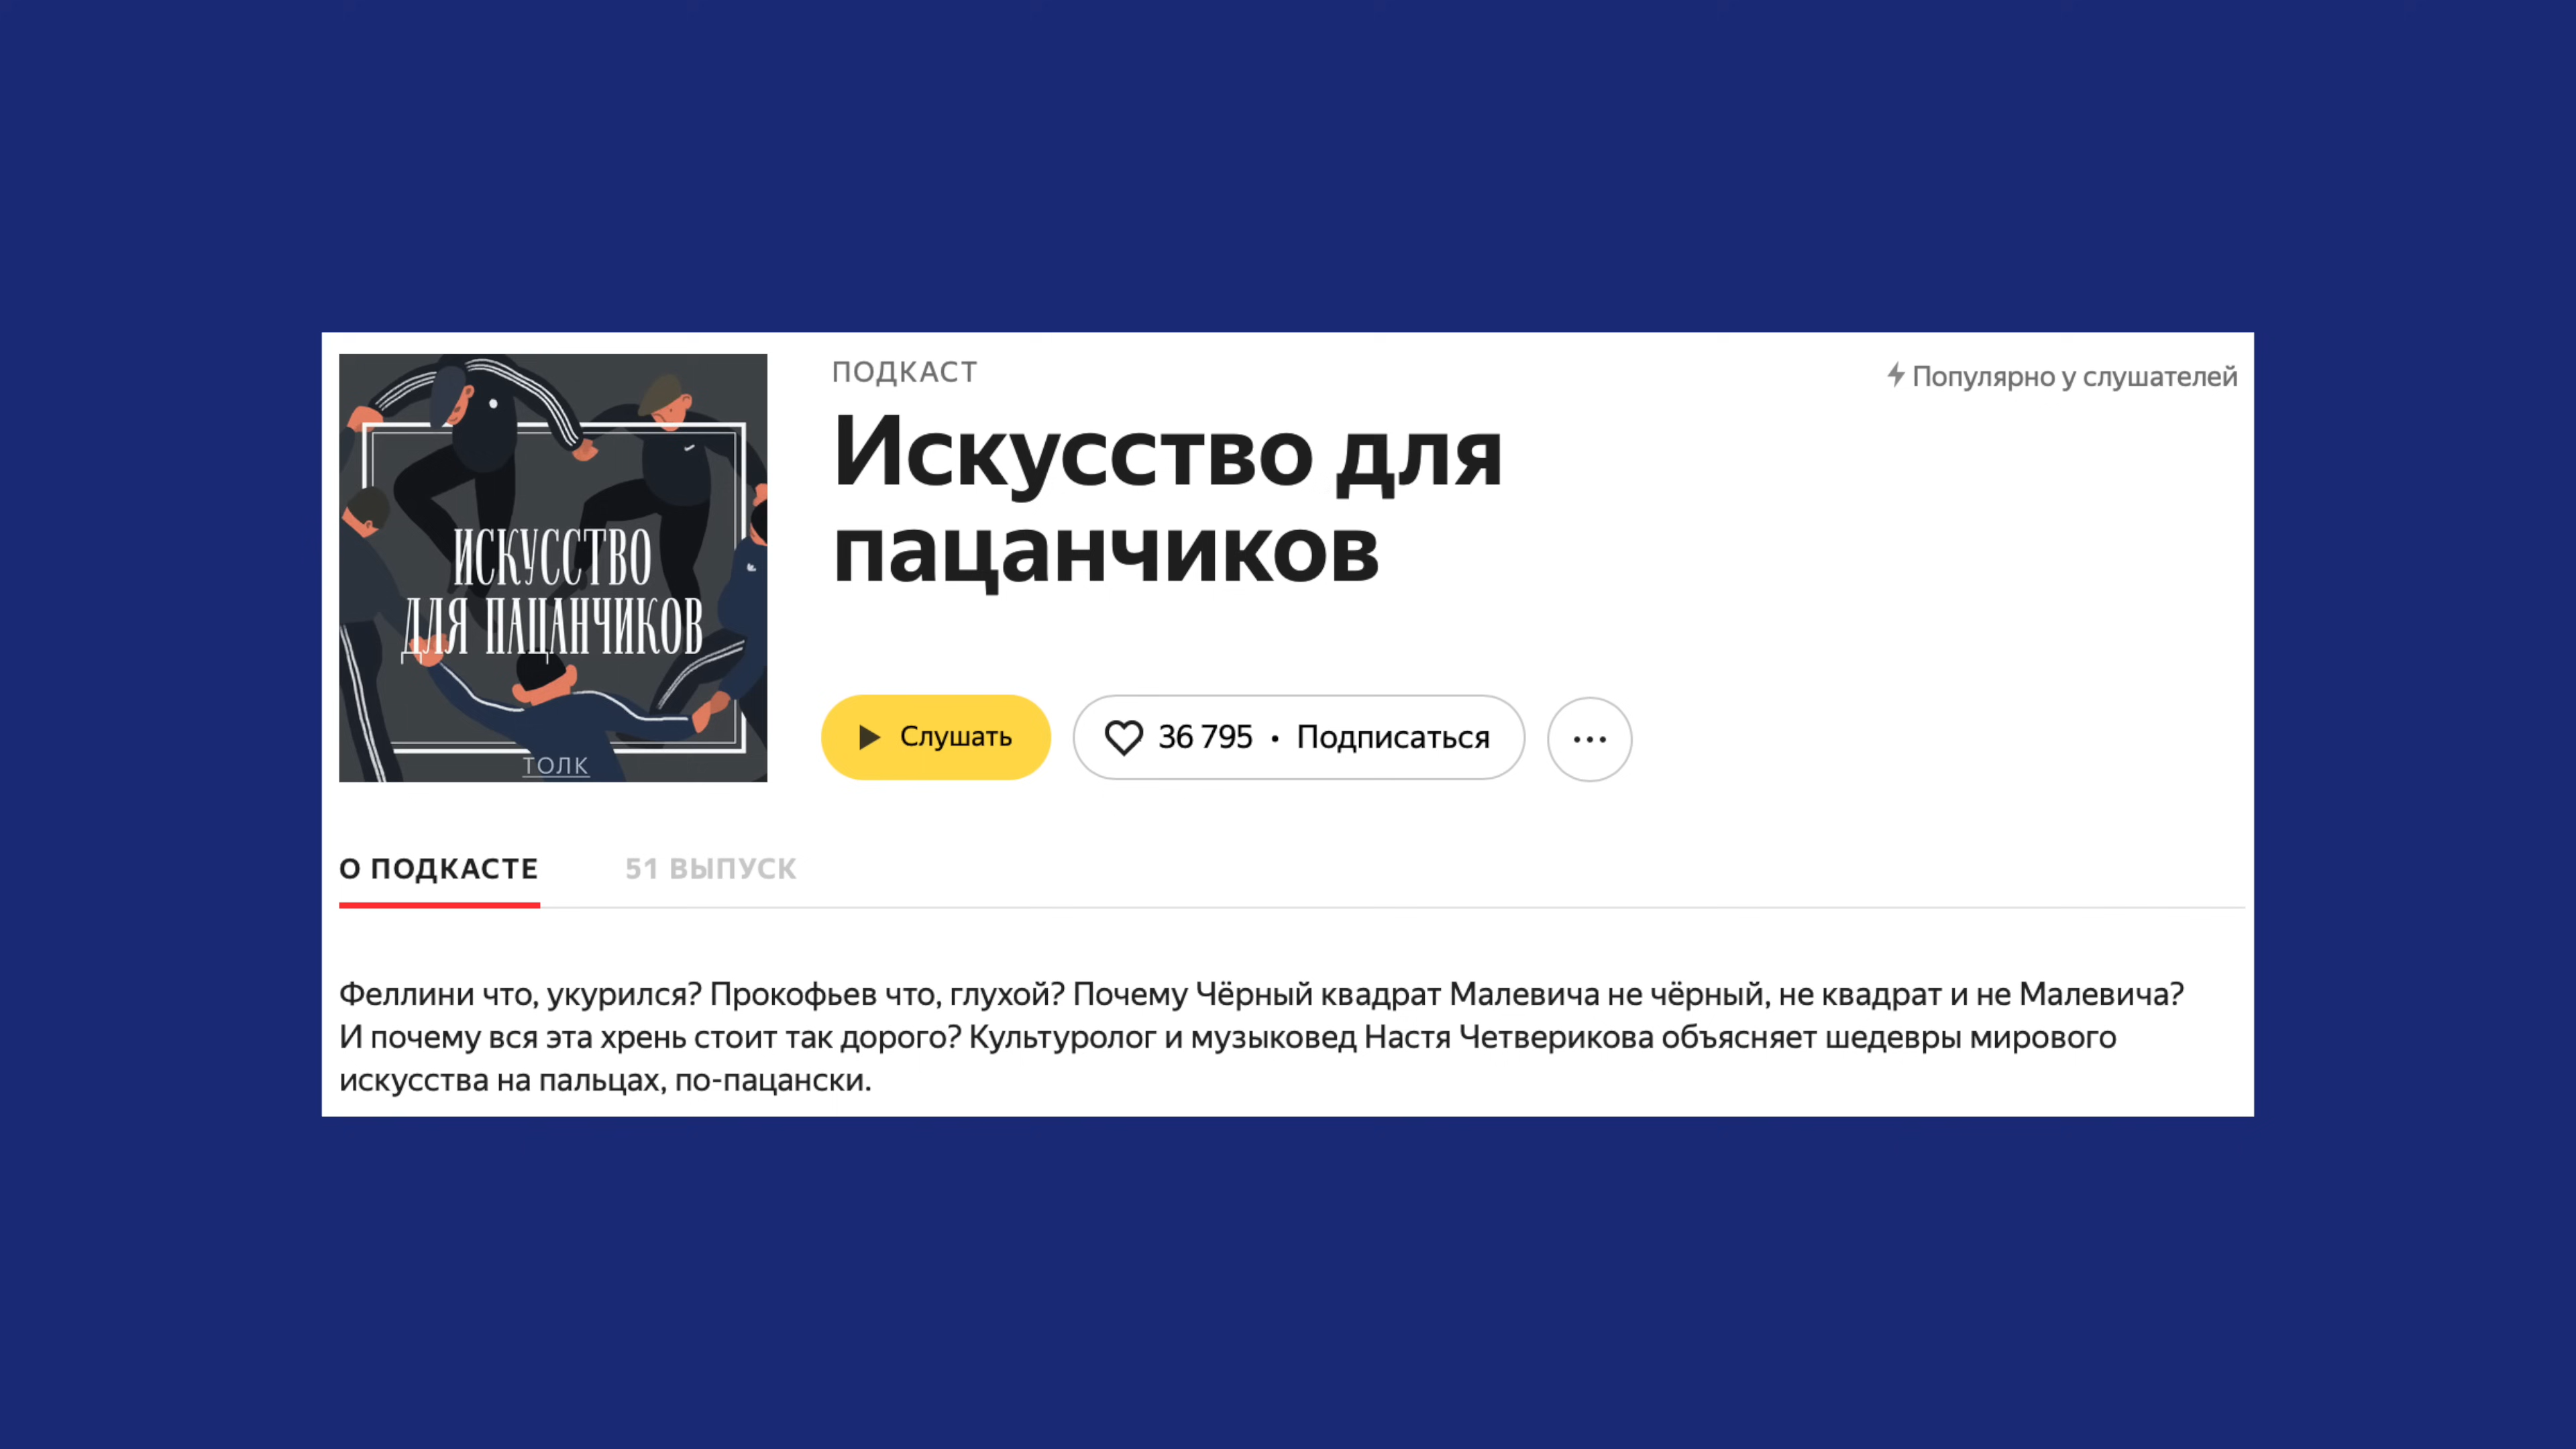 ИСКУССТВО
ДЛЯ ПАЦАНЧИКОВ
ТОЛК
ПОДКАСТ
Популярно у слушателей
Искусство для
пацанчиков
Слушать
36 795 • Подписаться
О ПОДКАСТЕ
51 ВЫПУСК
Феллини что, укурился? Прокофьев что, глухой? Почему Чёрный квадрат Малевича не чёрный, не квадрат и не Малевича?
И почему вся эта хрень стоит так дорого? Культуролог и музыковед Настя Четверикова объясняет шедевры мирового
искусства на пальцах, по-пацански.